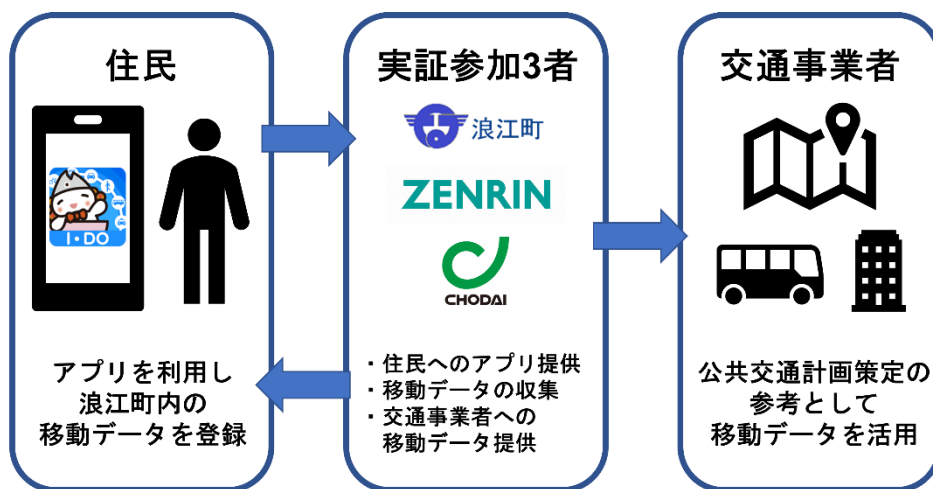 住民
I・DO
アプリを利用し
浪江町内の
移動データを登録
実証参加3者
浪江町
ZENRIN
CHODAI
・住民へのアプリ提供
・移動データの収集
・交通事業者への
移動データ提供
交通事業者
公共交通計画策定の
参考として
移動データを活用